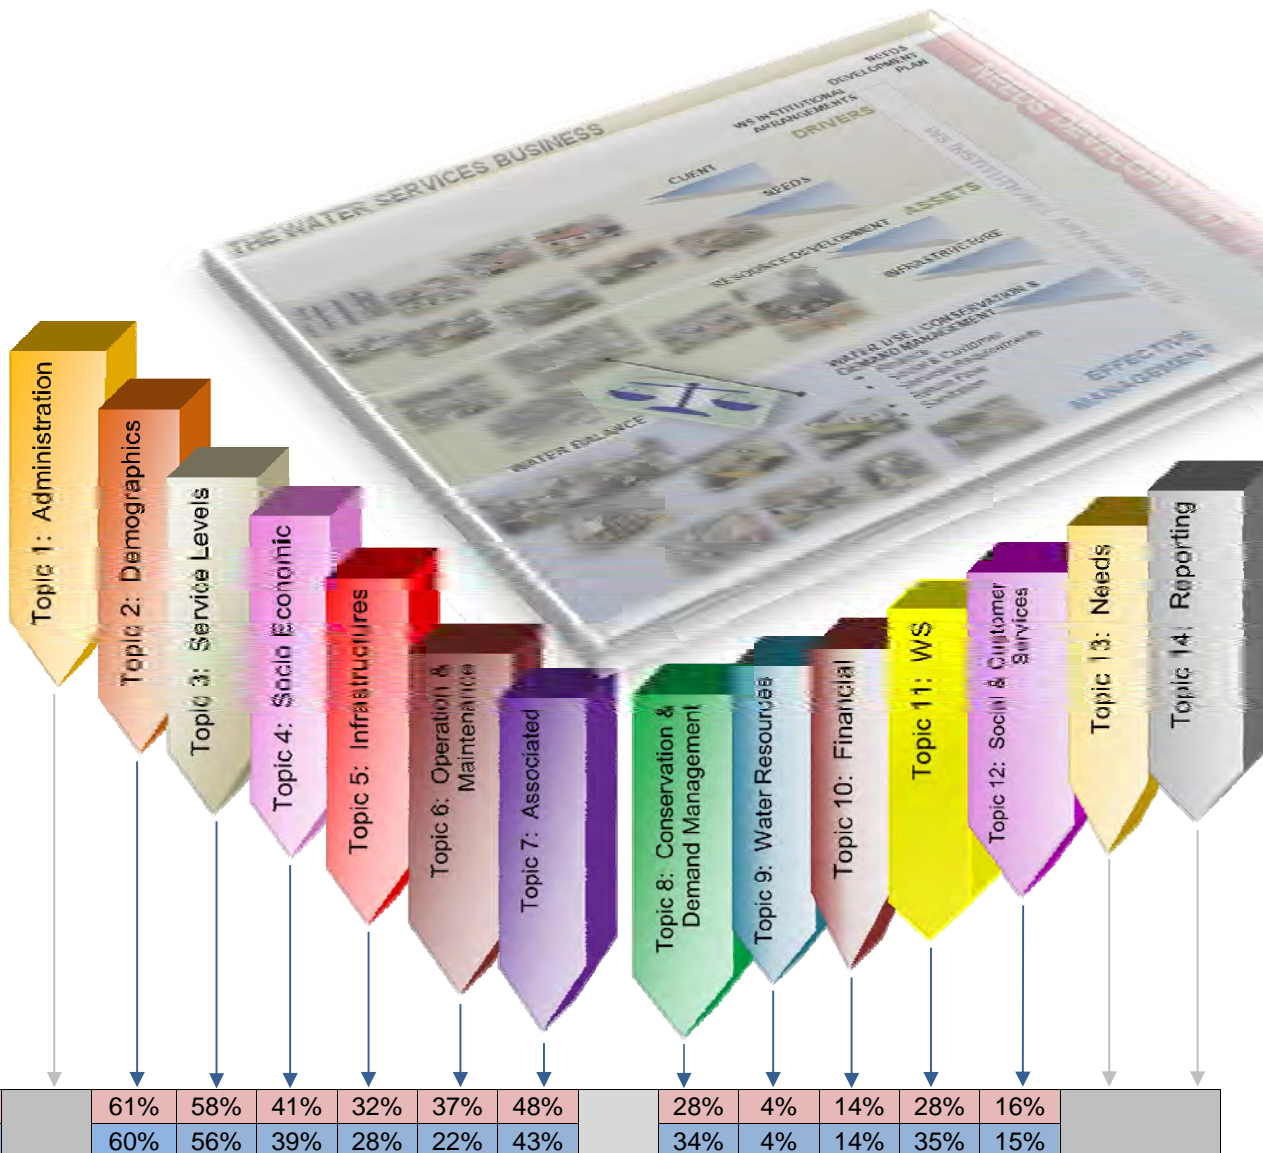 THE WATER SERVICES BUSINESS
NEEDS
DEVELOPMENT
PLAN
WS INSTITUTIONAL
ARRANGEMENTS
DRIVERS
CLIENT
NEEDS
RESOURCE DEVELOPMENT
ASSETS
INFRASTRUCTURE
WATER USE / CONSERVATION &
DEMAND MANAGEMENT
EFFECTIVE
MANAGEMENT
WATER BALANCE
Topic 1: Administration
Topic 2: Demographics
Topic 3: Service Levels
Topic 4: Socio Economic
Topic 5: Infrastructures
Topic 6: Operation &
Maintenance
Topic 7: Associated
Topic 8: Conservation &
Demand Management
Topic 9: Water Resources
Topic 10: Financial
Topic 11: WS
Topic 12: Social & Customer
Services
Topic 13: Needs
Topic 14: Reporting
61% 58% 41% 32% 37% 48% 28% 4% 14% 28% 16%
60% 56% 39% 28% 22% 43% 34% 4% 14% 35% 15%